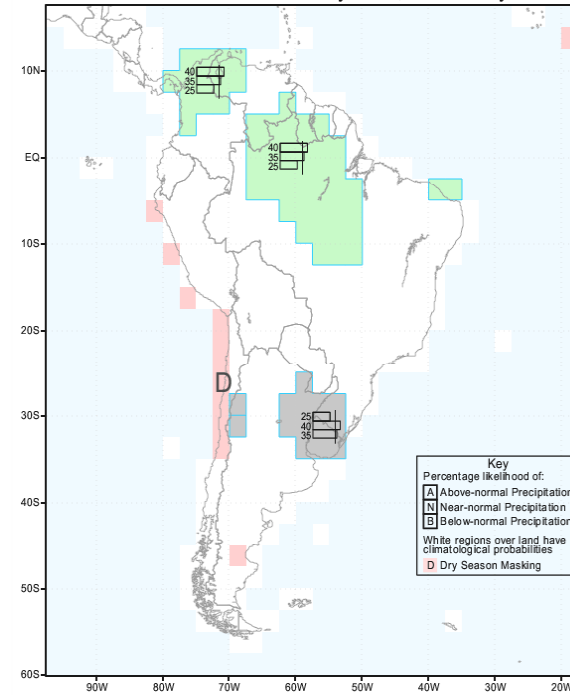 10N
EQ
10S
20S
30S
40S
50S
60S
40
35
25
40
35
25
D
25
40
35
Key
Percentage likelihood of:
A Above-normal Precipitation
N Near-normal Precipitation
B Below-normal Precipitation
White regions over land have
climatological probabilities
D Dry Season Masking
90W 80W 70W 60W 50W 40W 30W 20W